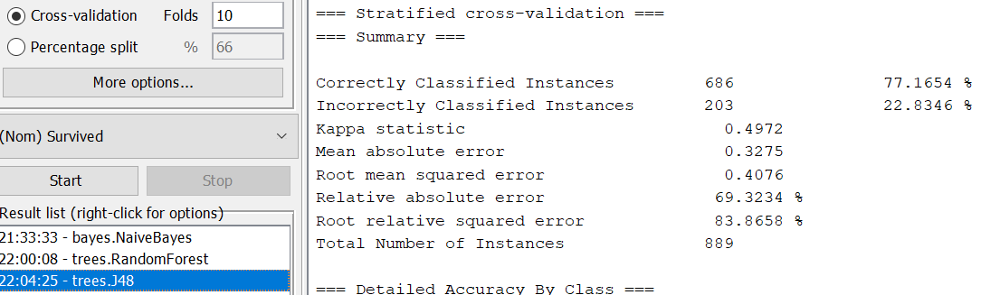 Cross-validation Folds 10
Percentage split % 66
More options...
(Nom) Survived
Start Stop
Result list (right-click for options)
21:33:33 - bayes.NaiveBayes
22:00:08 - trees.RandomForest
22:04:25 - trees.J48
=== Stratified cross-validation ===
=== Summary ===
Correctly Classified Instances 686 77.1654 %
Incorrectly Classified Instances 203 22.8346 %
Kappa statistic 0.4972
Mean absolute error 0.3275
Root mean squared error 0.4076
Relative absolute error 69.3234 %
Root relative squared error 83.8658 %
Total Number of Instances 889
=== Detailed Accuracy By Class ===